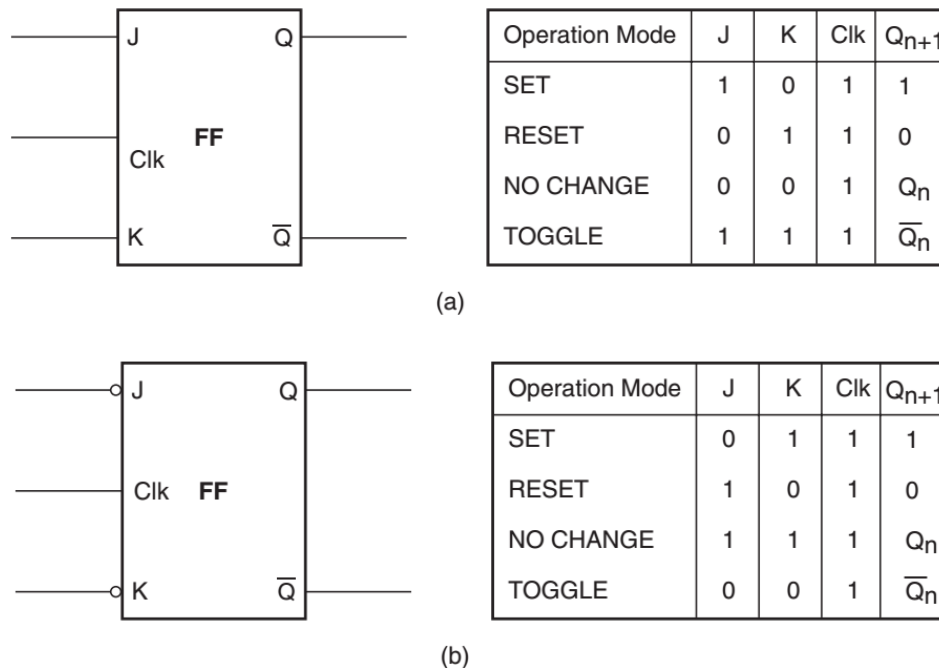 J Q
FF
Clk
K Q̅
Operation Mode J K Clk Qn+1
SET 1 0 1 1
RESET 0 1 1 0
NO CHANGE 0 0 1 Qn
TOGGLE 1 1 1 Q̅n
(a)
J Q
Clk FF
K Q̅
Operation Mode J K Clk Qn+1
SET 0 1 1 1
RESET 1 0 1 0
NO CHANGE 1 1 1 Qn
TOGGLE 0 0 1 Q̅n
(b)